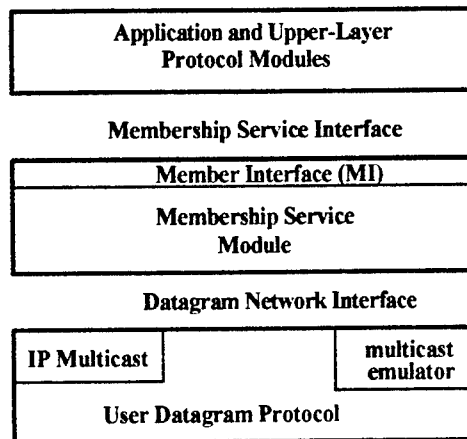 Application and Upper-Layer
Protocol Modules
Membership Service Interface
Member Interface (MI)
Membership Service
Module
Datagram Network Interface
IP Multicast
multicast
emulator
User Datagram Protocol